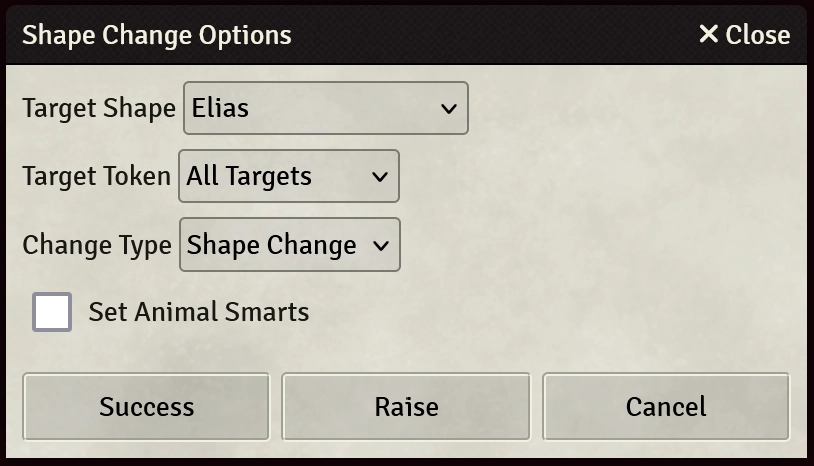 Shape Change Options
✕ Close
Target Shape Elias
Target Token All Targets
Change Type Shape Change
Set Animal Smarts
Success
Raise
Cancel